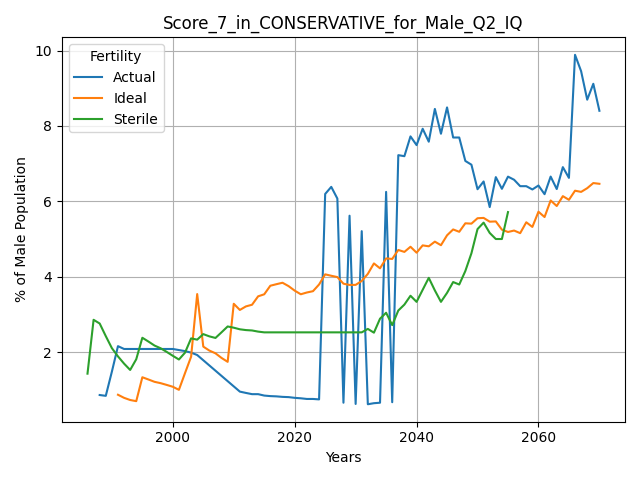 Score_7_in_CONSERVATIVE_for_Male_Q2_IQ
Fertility
Actual
Ideal
Sterile
% of Male Population
10
8
6
4
2
2000
2020
2040
2060
Years